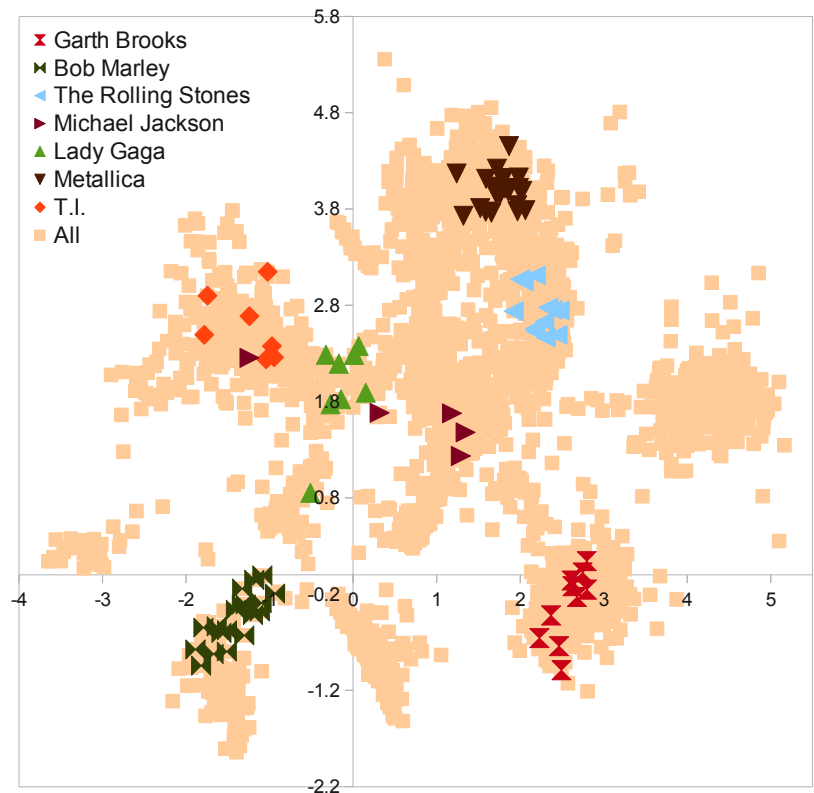 5.8
Garth Brooks
Bob Marley
The Rolling Stones
Michael Jackson
Lady Gaga
Metallica
T.I.
All
4.8
3.8
2.8
1.8
0.8
-0.2
-4 -3 -2 -1 0 1 2 3 4 5
-1.2
-2.2